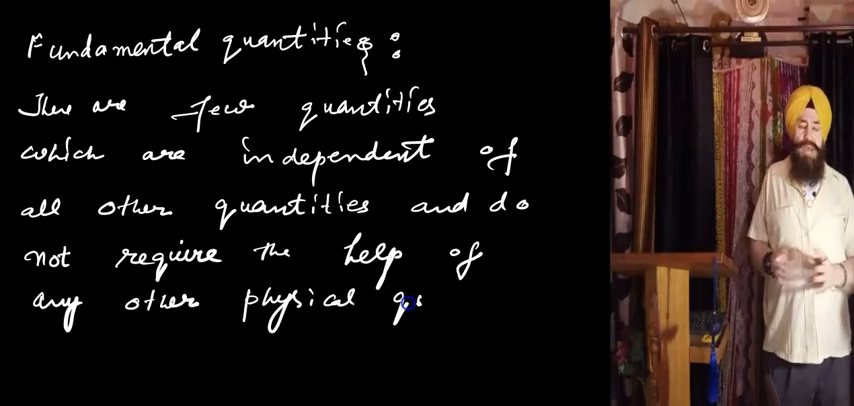 Fundamental quantities :
There are few quantities
which are independent of
all other quantities and do
not require the help of
any other physical